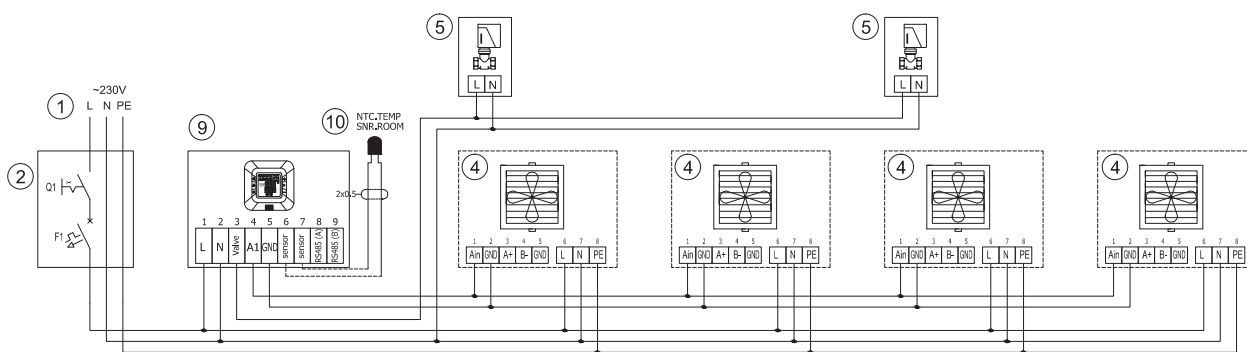 5
5
~230V
1 L N PE
9
10 NTC.TEMP
SNR.ROOM
2
4
4
4
4
Q1
2x0.5
F1
1 2 3 4 5 6 7 8 9
L N Valve A1 GND sensor sensor RS485 (A) RS485 (B)
L N
L N
1 2 3 4 5 6 7 8
Ain GND A+ B- GND L N PE
1 2 3 4 5 6 7 8
Ain GND A+ B- GND L N PE
1 2 3 4 5 6 7 8
Ain GND A+ B- GND L N PE
1 2 3 4 5 6 7 8
Ain GND A+ B- GND L N PE